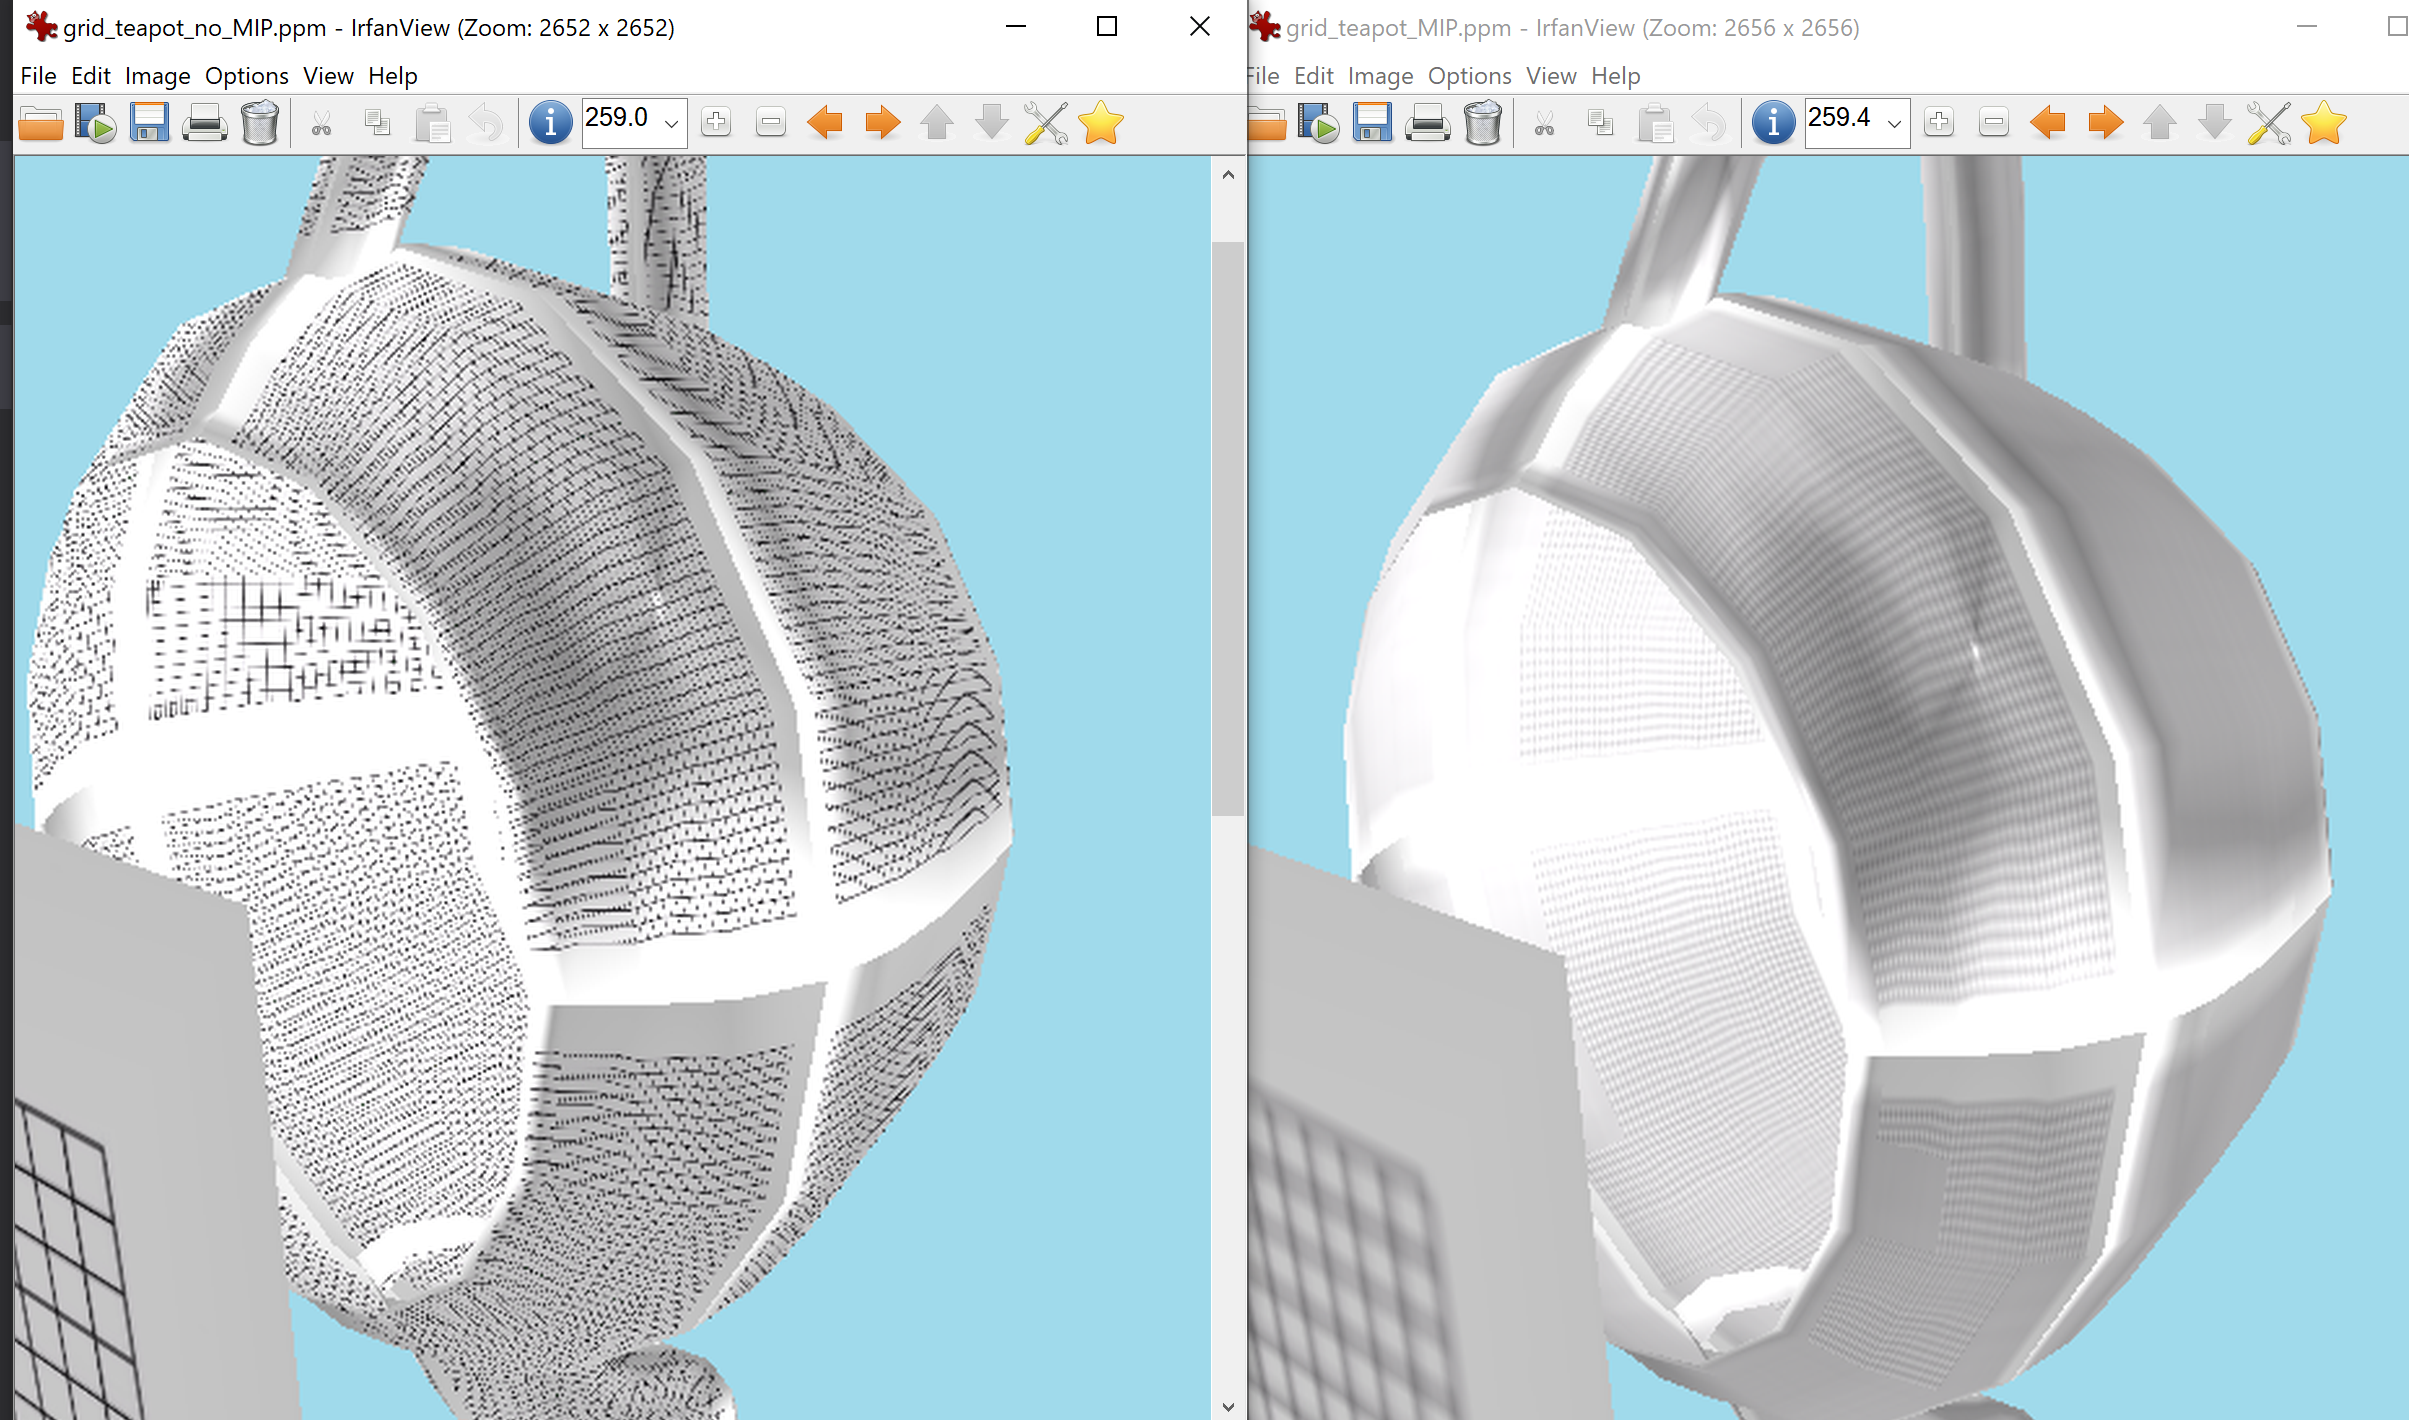 grid_teapot_no_MIP.ppm - IrfanView (Zoom: 2652 x 2652)
File Edit Image Options View Help
259.0
grid_teapot_MIP.ppm - IrfanView (Zoom: 2656 x 2656)
File Edit Image Options View Help
259.4